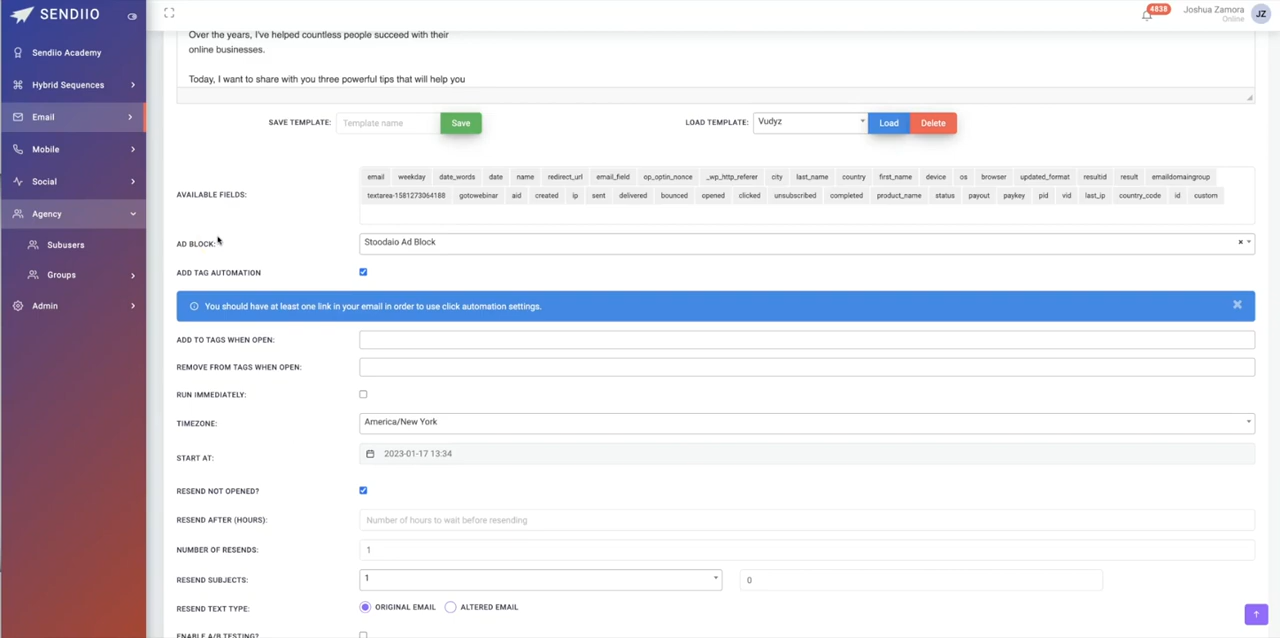 SENDIIO
4838
Joshua Zamora
Online
JZ
Sendiio Academy
Hybrid Sequences
Email
Mobile
Social
Agency
Subusers
Groups
Admin
Over the years, I've helped countless people succeed with their
online businesses.
Today, I want to share with you three powerful tips that will help you
SAVE TEMPLATE: Template name Save LOAD TEMPLATE: Vudyz Load Delete
AVAILABLE FIELDS:
email weekday date_words date name redirect_url email_field op_optin_nonce _wp_http_referer city last_name country first_name device os browser updated_format resultid result emaildomaingroup
textarea-1581273064188 gotowebinar aid created ip sent delivered bounced opened clicked unsubscribed completed product_name status payout paykey pid vid last_ip country_code id custom
AD BLOCK: Stoodaio Ad Block
ADD TAG AUTOMATION
You should have at least one link in your email in order to use click automation settings.
ADD TO TAGS WHEN OPEN:
REMOVE FROM TAGS WHEN OPEN:
RUN IMMEDIATELY:
TIMEZONE: America/New York
START AT: 2023-01-17 13:34
RESEND NOT OPENED?
RESEND AFTER (HOURS): Number of hours to wait before resending
NUMBER OF RESENDS: 1
RESEND SUBJECTS: 1 0
RESEND TEXT TYPE: ORIGINAL EMAIL ALTERED EMAIL
ENABLE A/B TESTING?